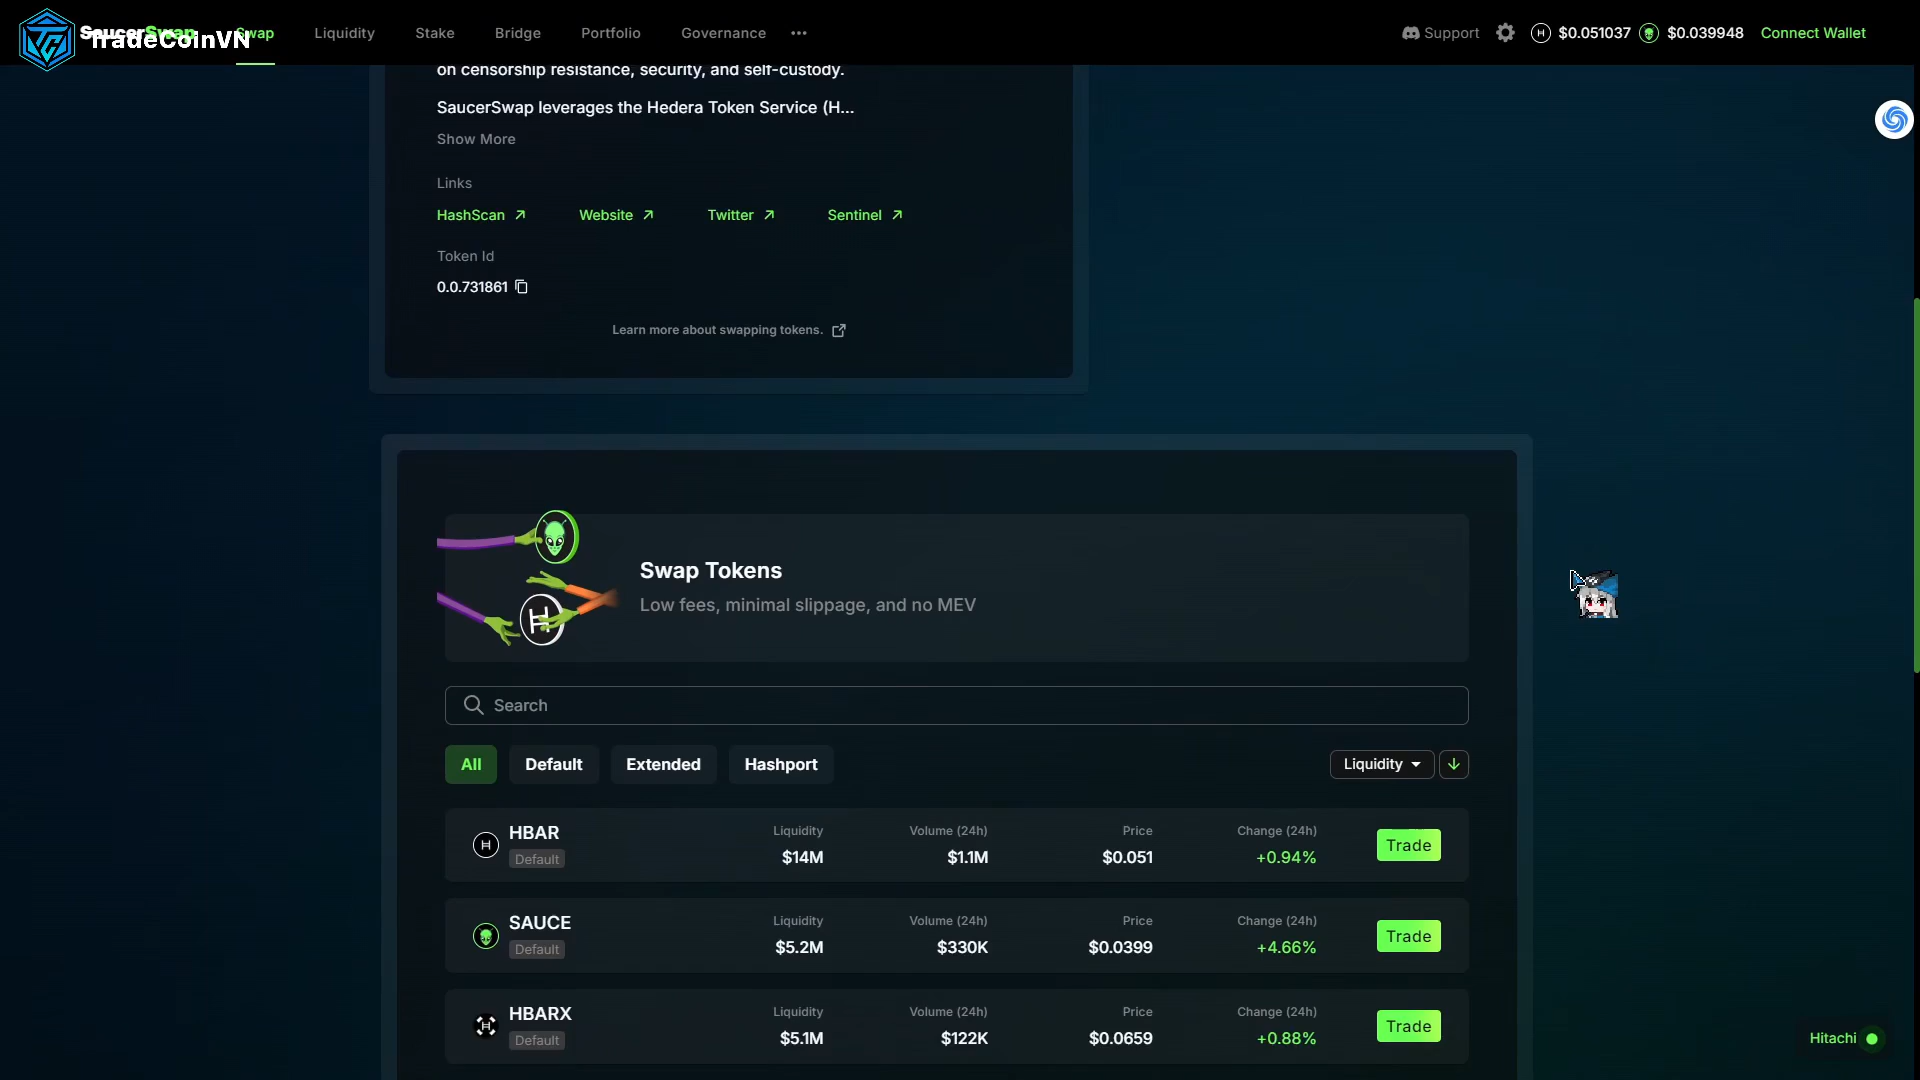 SaucerSwap
TradeCoinVN
Swap
Liquidity
Stake
Bridge
Portfolio
Governance
Support
$0.051037
$0.039948
Connect Wallet
on censorship resistance, security, and self-custody.
SaucerSwap leverages the Hedera Token Service (H...
Show More
Links
HashScan
Website
Twitter
Sentinel
Token Id
0.0.731861
Learn more about swapping tokens.
Swap Tokens
Low fees, minimal slippage, and no MEV
Search
All
Default
Extended
Hashport
Liquidity
HBAR
Default
Liquidity
$14M
Volume (24h)
$1.1M
Price
$0.051
Change (24h)
+0.94%
Trade
SAUCE
Default
Liquidity
$5.2M
Volume (24h)
$330K
Price
$0.0399
Change (24h)
+4.66%
Trade
HBARX
Default
Liquidity
$5.1M
Volume (24h)
$122K
Price
$0.0659
Change (24h)
+0.88%
Trade
Hitachi